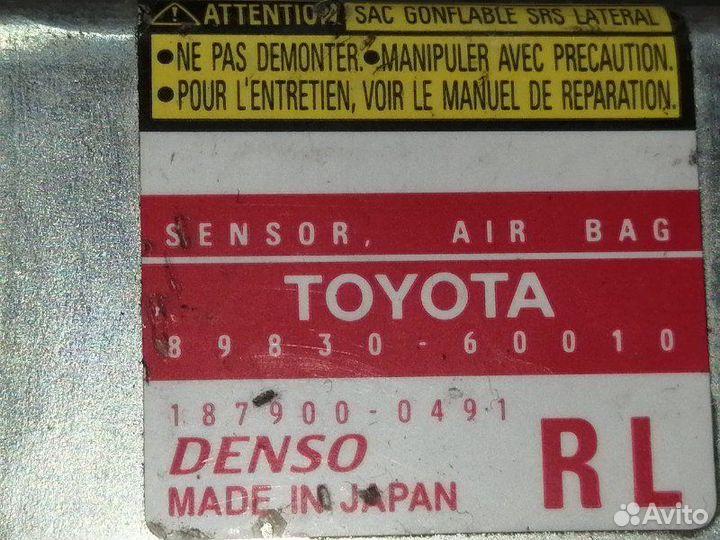 ATTENTION SAC GONFLABLE SRS LATERAL
•NE PAS DEMONTER. •MANIPULER AVEC PRECAUTION.
•POUR L'ENTRETIEN, VOIR LE MANUEL DE REPARATION.
SENSOR, AIR BAG
TOYOTA
89830-60010
187900-0491
DENSO
MADE IN JAPAN
RL
Avito